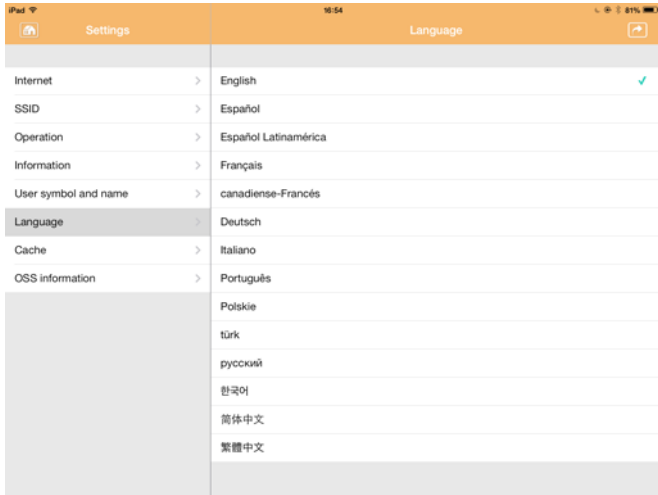 iPad 16:54 81%
Settings
Language
Internet
SSID
Operation
Information
User symbol and name
Language
Cache
OSS information
English
Español
Español Latinamérica
Français
canadiense-Francés
Deutsch
Italiano
Português
Polskie
türk
русский
한국어
简体中文
繁體中文